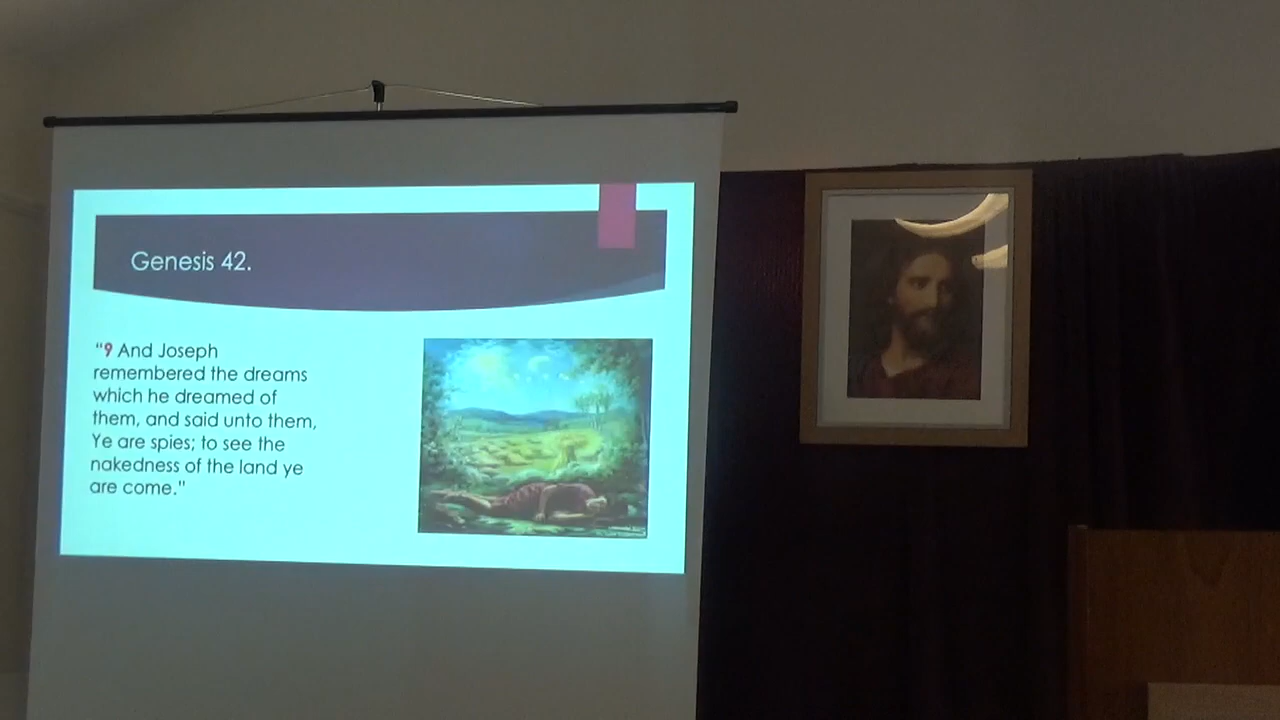 Genesis 42.
“9 And Joseph
remembered the dreams
which he dreamed of
them, and said unto them,
Ye are spies; to see the
nakedness of the land ye
are come.”